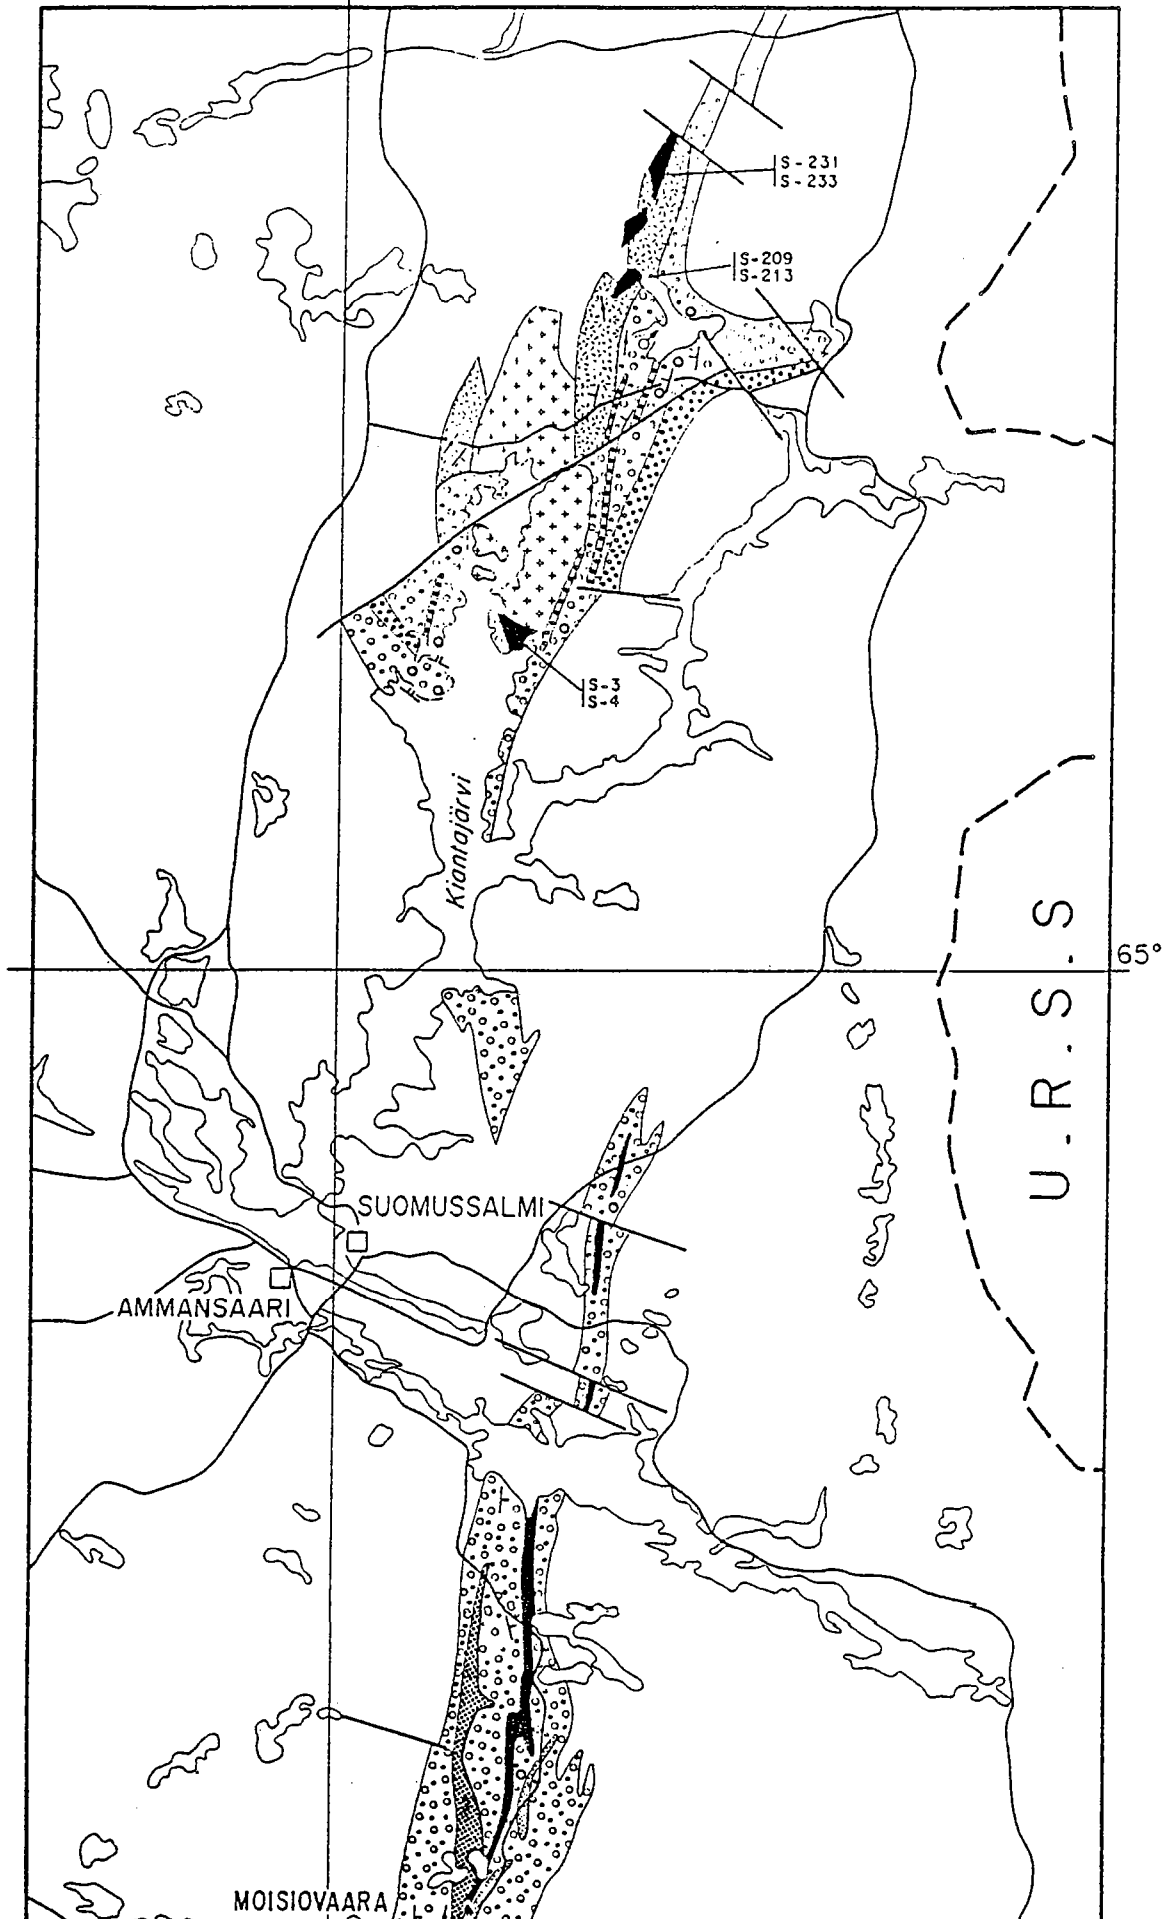 S-231
S-233
S-209
S-213
S-3
S-4
Kiantajärvi
65°
U.R.S.S
SUOMUSSALMI
AMMANSAARI
MOISIOVAARA